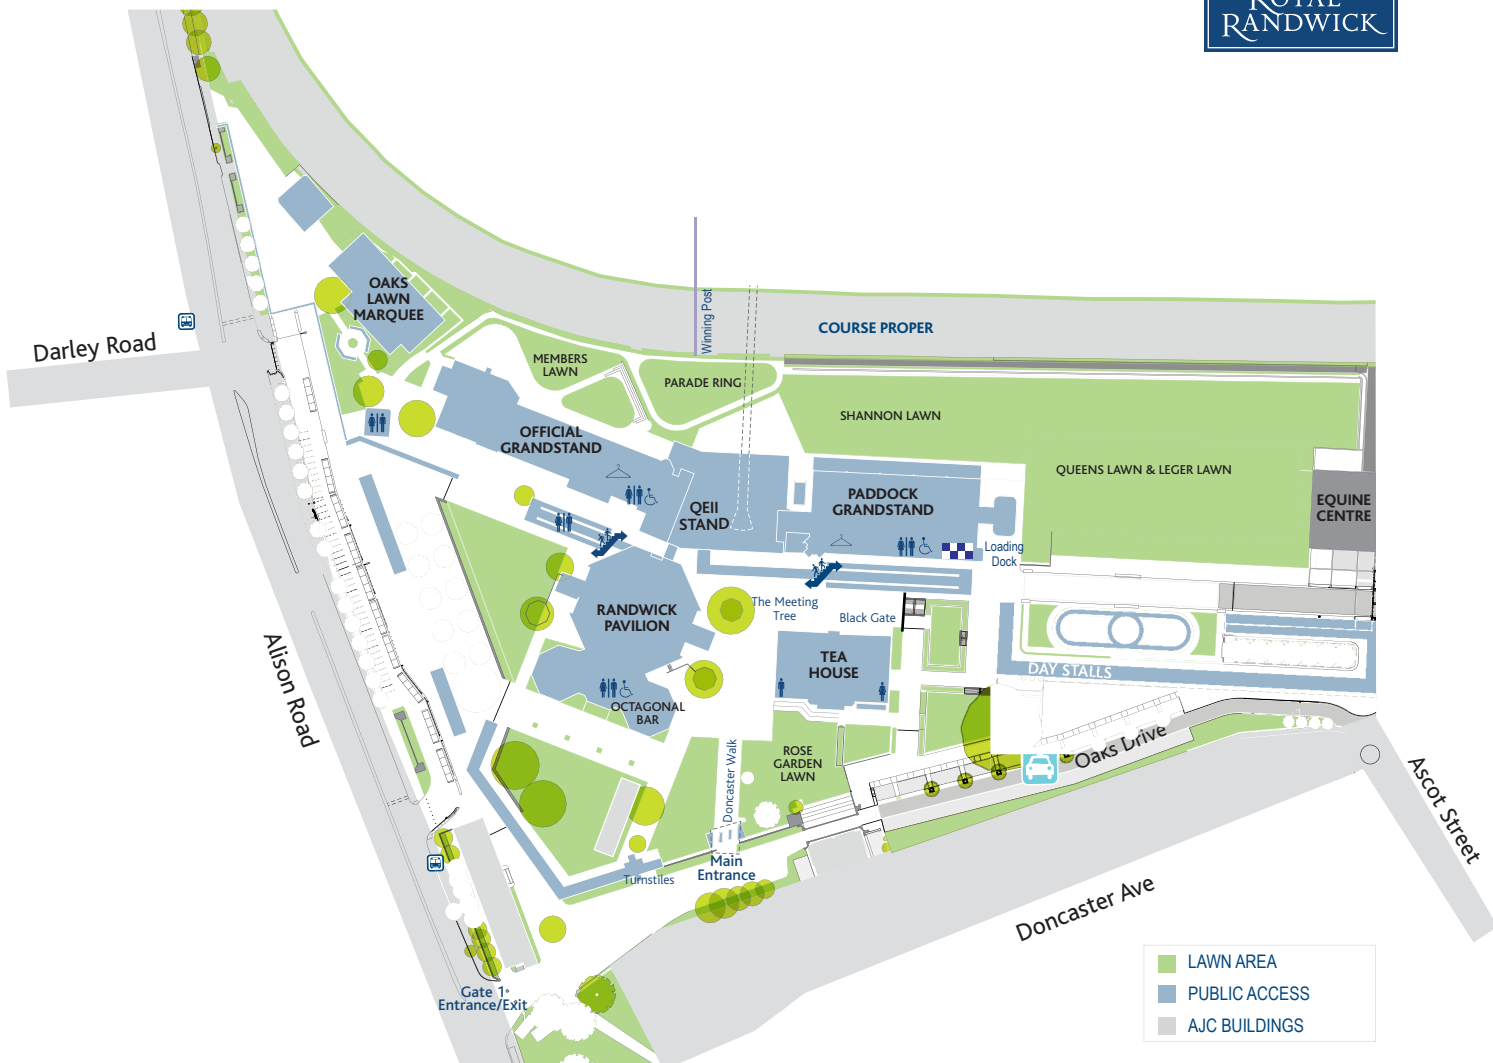 ROYAL
RANDWICK
OAKS
LAWN
MARQUEE
Darley Road
Winning Post
COURSE PROPER
MEMBERS
LAWN
PARADE RING
SHANNON LAWN
OFFICIAL
GRANDSTAND
QUEENS LAWN & LEGER LAWN
QEII
STAND
PADDOCK
GRANDSTAND
EQUINE
CENTRE
Loading
Dock
RANDWICK
PAVILION
The Meeting
Tree
Black Gate
TEA
HOUSE
DAY STALLS
Alison Road
OCTAGONAL
BAR
ROSE
GARDEN
LAWN
Doncaster Walk
Oaks Drive
Ascot Street
Main
Entrance
Turnstiles
Doncaster Ave
Gate 1
Entrance/Exit
LAWN AREA
PUBLIC ACCESS
AJC BUILDINGS